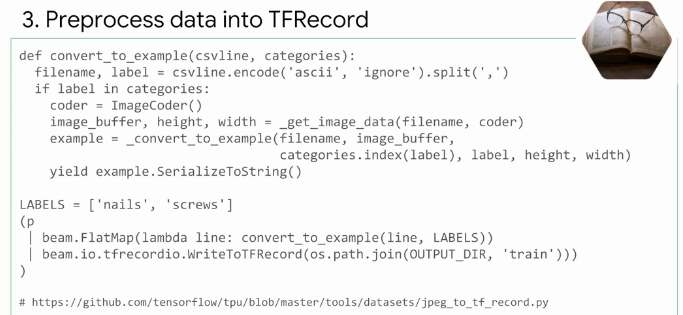 3. Preprocess data into TFRecord
def convert_to_example(csvline, categories):
  filename, label = csvline.encode('ascii', 'ignore').split(',')
  if label in categories:
    coder = ImageCoder()
    image_buffer, height, width = _get_image_data(filename, coder)
    example = _convert_to_example(filename, image_buffer,
                                  categories.index(label), label, height, width)
    yield example.SerializeToString()

LABELS = ['nails', 'screws']
(p
 | beam.FlatMap(lambda line: convert_to_example(line, LABELS))
 | beam.io.tfrecordio.WriteToTFRecord(os.path.join(OUTPUT_DIR, 'train')))
)

# https://github.com/tensorflow/tpu/blob/master/tools/datasets/jpeg_to_tf_record.py